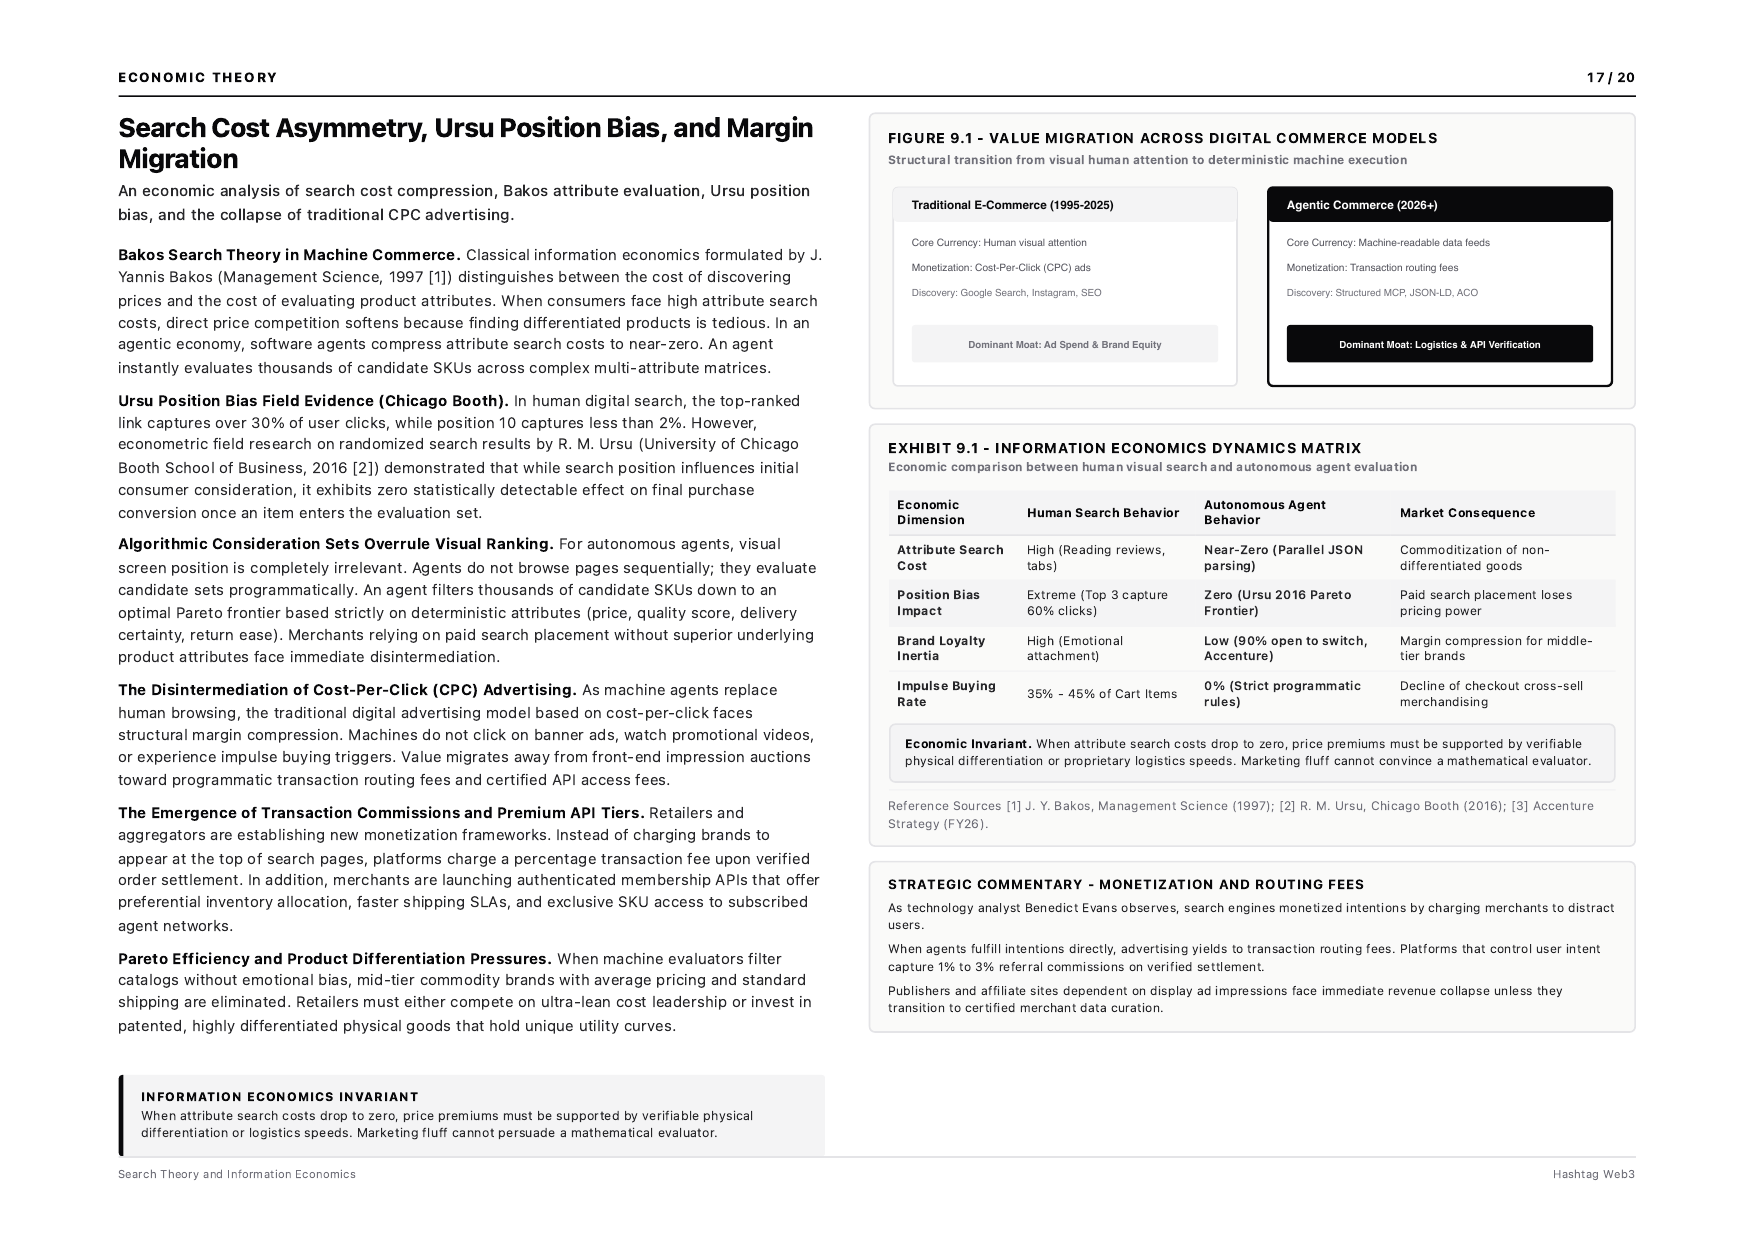 ECONOMIC THEORY
17 / 20
Search Cost Asymmetry, Ursu Position Bias, and Margin
Migration
An economic analysis of search cost compression, Bakos attribute evaluation, Ursu position
bias, and the collapse of traditional CPC advertising.
Bakos Search Theory in Machine Commerce. Classical information economics formulated by J.
Yannis Bakos (Management Science, 1997 [1]) distinguishes between the cost of discovering
prices and the cost of evaluating product attributes. When consumers face high attribute search
costs, direct price competition softens because finding differentiated products is tedious. In an
agentic economy, software agents compress attribute search costs to near-zero. An agent
instantly evaluates thousands of candidate SKUs across complex multi-attribute matrices.
Ursu Position Bias Field Evidence (Chicago Booth). In human digital search, the top-ranked
link captures over 30% of user clicks, while position 10 captures less than 2%. However,
econometric field research on randomized search results by R. M. Ursu (University of Chicago
Booth School of Business, 2016 [2]) demonstrated that while search position influences initial
consumer consideration, it exhibits zero statistically detectable effect on final purchase
conversion once an item enters the evaluation set.
Algorithmic Consideration Sets Overrule Visual Ranking. For autonomous agents, visual
screen position is completely irrelevant. Agents do not browse pages sequentially; they evaluate
candidate sets programmatically. An agent filters thousands of candidate SKUs down to an
optimal Pareto frontier based strictly on deterministic attributes (price, quality score, delivery
certainty, return ease). Merchants relying on paid search placement without superior underlying
product attributes face immediate disintermediation.
The Disintermediation of Cost-Per-Click (CPC) Advertising. As machine agents replace
human browsing, the traditional digital advertising model based on cost-per-click faces
structural margin compression. Machines do not click on banner ads, watch promotional videos,
or experience impulse buying triggers. Value migrates away from front-end impression auctions
toward programmatic transaction routing fees and certified API access fees.
The Emergence of Transaction Commissions and Premium API Tiers. Retailers and
aggregators are establishing new monetization frameworks. Instead of charging brands to
appear at the top of search pages, platforms charge a percentage transaction fee upon verified
order settlement. In addition, merchants are launching authenticated membership APIs that offer
preferential inventory allocation, faster shipping SLAs, and exclusive SKU access to subscribed
agent networks.
Pareto Efficiency and Product Differentiation Pressures. When machine evaluators filter
catalogs without emotional bias, mid-tier commodity brands with average pricing and standard
shipping are eliminated. Retailers must either compete on ultra-lean cost leadership or invest in
patented, highly differentiated physical goods that hold unique utility curves.
INFORMATION ECONOMICS INVARIANT
When attribute search costs drop to zero, price premiums must be supported by verifiable physical
differentiation or logistics speeds. Marketing fluff cannot persuade a mathematical evaluator.
FIGURE 9.1 - VALUE MIGRATION ACROSS DIGITAL COMMERCE MODELS
Structural transition from visual human attention to deterministic machine execution
Traditional E-Commerce (1995-2025)
Core Currency: Human visual attention
Monetization: Cost-Per-Click (CPC) ads
Discovery: Google Search, Instagram, SEO
Dominant Moat: Ad Spend & Brand Equity
Agentic Commerce (2026+)
Core Currency: Machine-readable data feeds
Monetization: Transaction routing fees
Discovery: Structured MCP, JSON-LD, ACO
Dominant Moat: Logistics & API Verification
EXHIBIT 9.1 - INFORMATION ECONOMICS DYNAMICS MATRIX
Economic comparison between human visual search and autonomous agent evaluation
Economic
Dimension
Human Search Behavior
Autonomous Agent
Behavior
Market Consequence
Attribute Search
Cost
High (Reading reviews,
tabs)
Near-Zero (Parallel JSON
parsing)
Commoditization of non-
differentiated goods
Position Bias
Impact
Extreme (Top 3 capture
60% clicks)
Zero (Ursu 2016 Pareto
Frontier)
Paid search placement loses
pricing power
Brand Loyalty
Inertia
High (Emotional
attachment)
Low (90% open to switch,
Accenture)
Margin compression for middle-
tier brands
Impulse Buying
Rate
35% - 45% of Cart Items
0% (Strict programmatic
rules)
Decline of checkout cross-sell
merchandising
Economic Invariant. When attribute search costs drop to zero, price premiums must be supported by verifiable
physical differentiation or proprietary logistics speeds. Marketing fluff cannot convince a mathematical evaluator.
Reference Sources [1] J. Y. Bakos, Management Science (1997); [2] R. M. Ursu, Chicago Booth (2016); [3] Accenture
Strategy (FY26).
STRATEGIC COMMENTARY - MONETIZATION AND ROUTING FEES
As technology analyst Benedict Evans observes, search engines monetized intentions by charging merchants to distract
users.
When agents fulfill intentions directly, advertising yields to transaction routing fees. Platforms that control user intent
capture 1% to 3% referral commissions on verified settlement.
Publishers and affiliate sites dependent on display ad impressions face immediate revenue collapse unless they
transition to certified merchant data curation.
Search Theory and Information Economics
Hashtag Web3